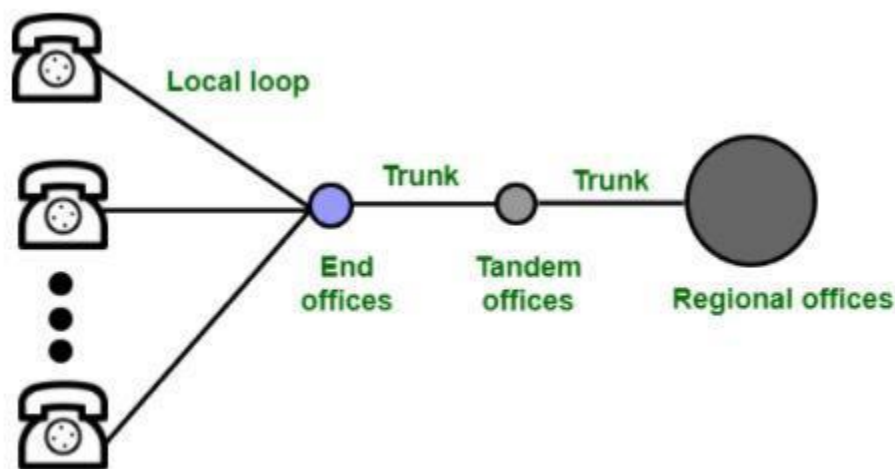 Local loop
Trunk
Trunk
End
offices
Tandem
offices
Regional offices